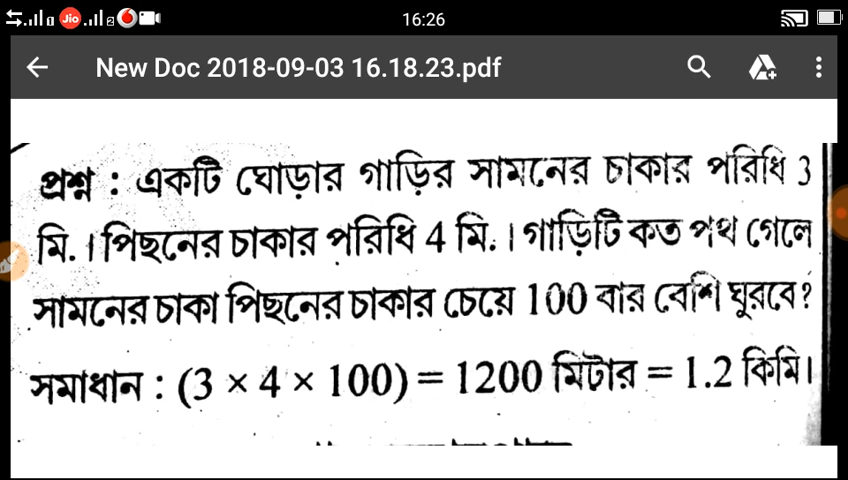 16:26
New Doc 2018-09-03 16.18.23.pdf
প্রশ্ন : একটি ঘোড়ার গাড়ির সামনের চাকার পরিধি 3
মি. । পিছনের চাকার পরিধি 4 মি. । গাড়িটি কত পথ গেলে
সামনের চাকা পিছনের চাকার চেয়ে 100 বার বেশি ঘুরবে?
সমাধান : (3 × 4 × 100) = 1200 মিটার = 1.2 কিমি।